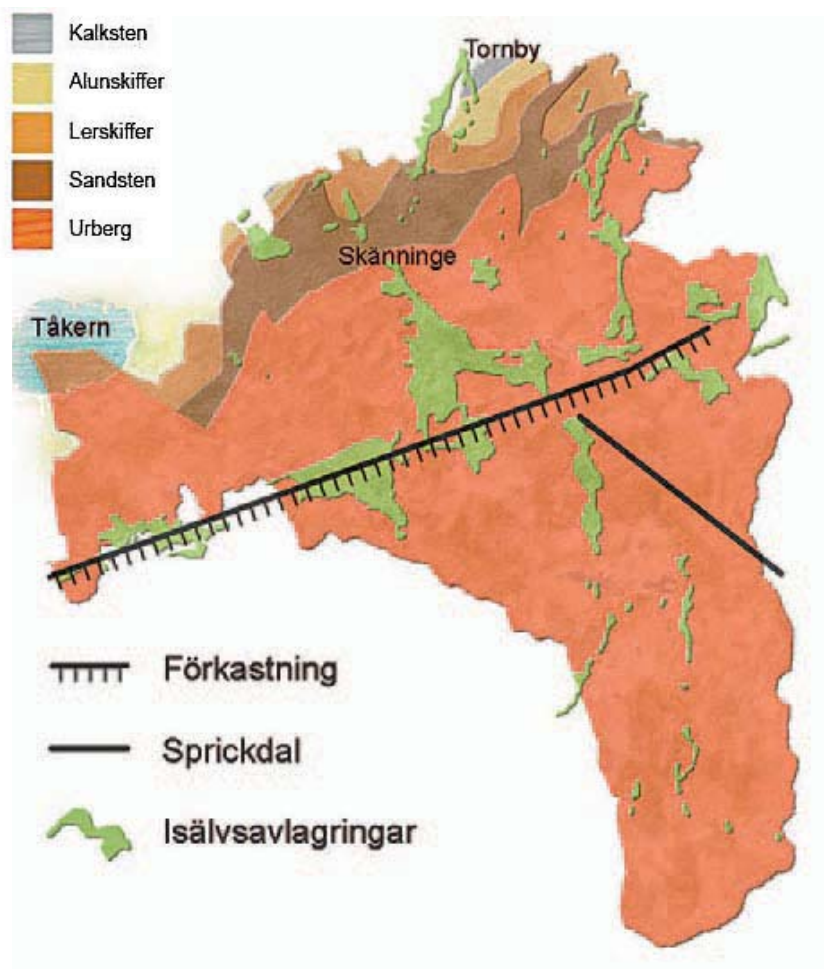 Kalksten
Alunskiffer
Lerskiffer
Sandsten
Urberg
Tornby
Skänninge
Tåkern
Förkastning
Sprickdal
Isälvsavlagringar